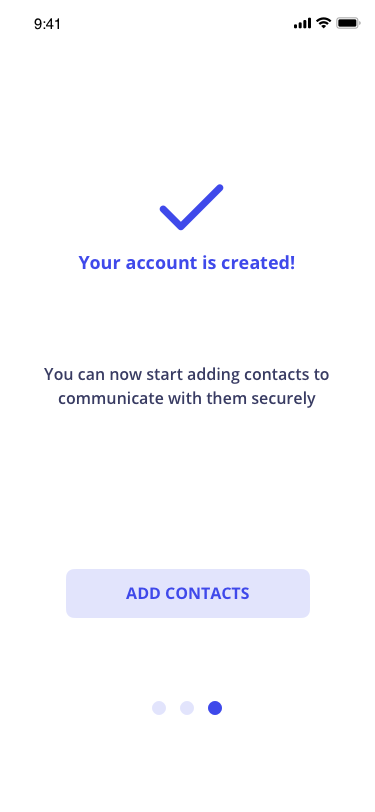 9:41
Your account is created!
You can now start adding contacts to
communicate with them securely
ADD CONTACTS